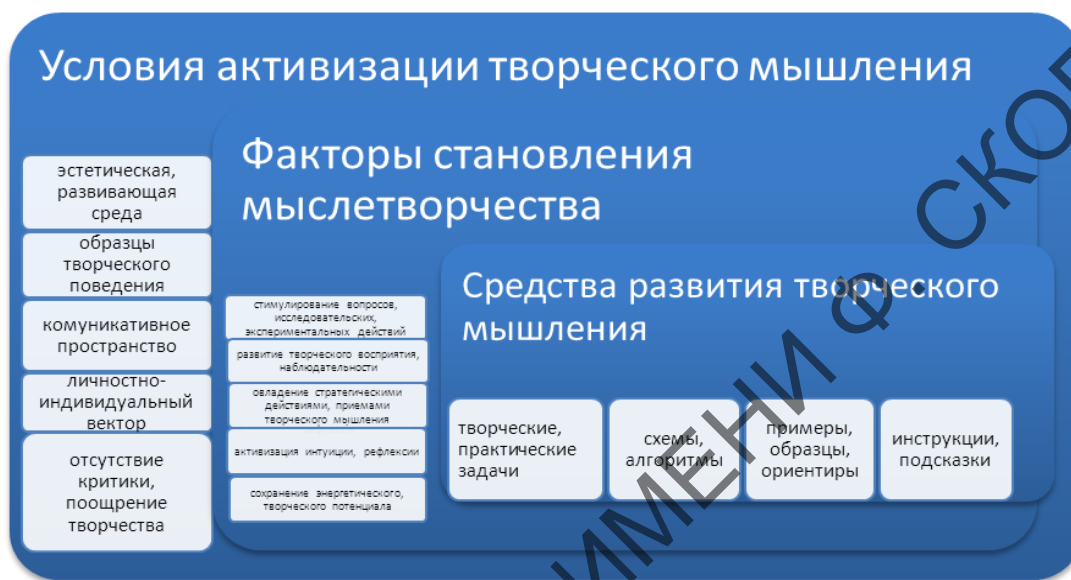 Условия активизации творческого мышления
эстетическая,
развивающая
среда
образцы
творческого
поведения
комуникативное
пространство
личностно-
индивидуальный
вектор
отсутствие
критики,
поощрение
творчества
Факторы становления
мыслетворчества
стимулирование вопросов,
исследовательских,
экспериментальных действий
развитие творческого восприятия,
наблюдательности
овладение стратегическими
действиями, приемами
творческого мышления
активизация интуиции, рефлексии
сохранение энергетического,
творческого потенциала
Средства развития творческого
мышления
творческие,
практические
задачи
схемы,
алгоритмы
примеры,
образцы,
ориентиры
инструкции,
подсказки
ИМЕНИ Ф. СКО